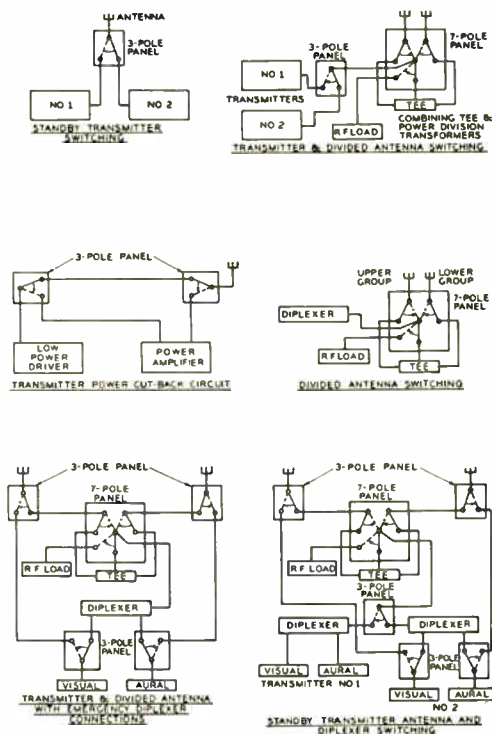 ANTENNA
3-POLE
PANEL
NO 1
NO 2
STANDBY TRANSMITTER
SWITCHING
7-POLE
PANEL
3-POLE
PANEL
NO 1
TRANSMITTERS
NO 2
RF LOAD
TEE
COMBINING TEE &
POWER DIVISION
TRANSFORMERS
TRANSMITTER & DIVIDED ANTENNA SWITCHING
3-POLE PANEL
LOW
POWER
DRIVER
POWER
AMPLIFIER
TRANSMITTER POWER CUT-BACK CIRCUIT
UPPER
GROUP
LOWER
GROUP
7-POLE
PANEL
DIPLEXER
RF LOAD
TEE
DIVIDED ANTENNA SWITCHING
3-POLE PANEL
7-POLE
PANEL
RF LOAD
TEE
DIPLEXER
3-POLE
PANEL
VISUAL
AURAL
TRANSMITTER & DIVIDED ANTENNA
WITH EMERGENCY DIPLEXER
CONNECTIONS
3-POLE PANEL
7-POLE
PANEL
RF LOAD
TEE
3-POLE
PANEL
DIPLEXER
DIPLEXER
3-POLE
PANEL
VISUAL
AURAL
TRANSMITTER NO 1
VISUAL
AURAL
NO 2
STANDBY TRANSMITTER ANTENNA AND
DIPLEXER SWITCHING